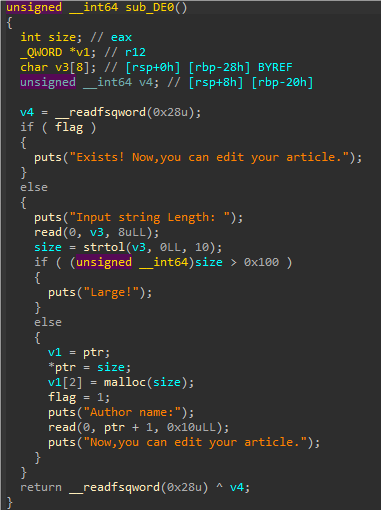 unsigned __int64 sub_DE0()
{
  int size; // eax
  _QWORD *v1; // r12
  char v3[8]; // [rsp+0h] [rbp-28h] BYREF
  unsigned __int64 v4; // [rsp+8h] [rbp-20h]

  v4 = __readfsqword(0x28u);
  if ( flag )
  {
    puts("Exists! Now,you can edit your article.");
  }
  else
  {
    puts("Input string Length: ");
    read(0, v3, 8uLL);
    size = strtol(v3, 0LL, 10);
    if ( (unsigned __int64)size > 0x100 )
    {
      puts("Large!");
    }
    else
    {
      v1 = ptr;
      *ptr = size;
      v1[2] = malloc(size);
      flag = 1;
      puts("Author name:");
      read(0, ptr + 1, 0x10uLL);
      puts("Now,you can edit your article.");
    }
  }
  return __readfsqword(0x28u) ^ v4;
}